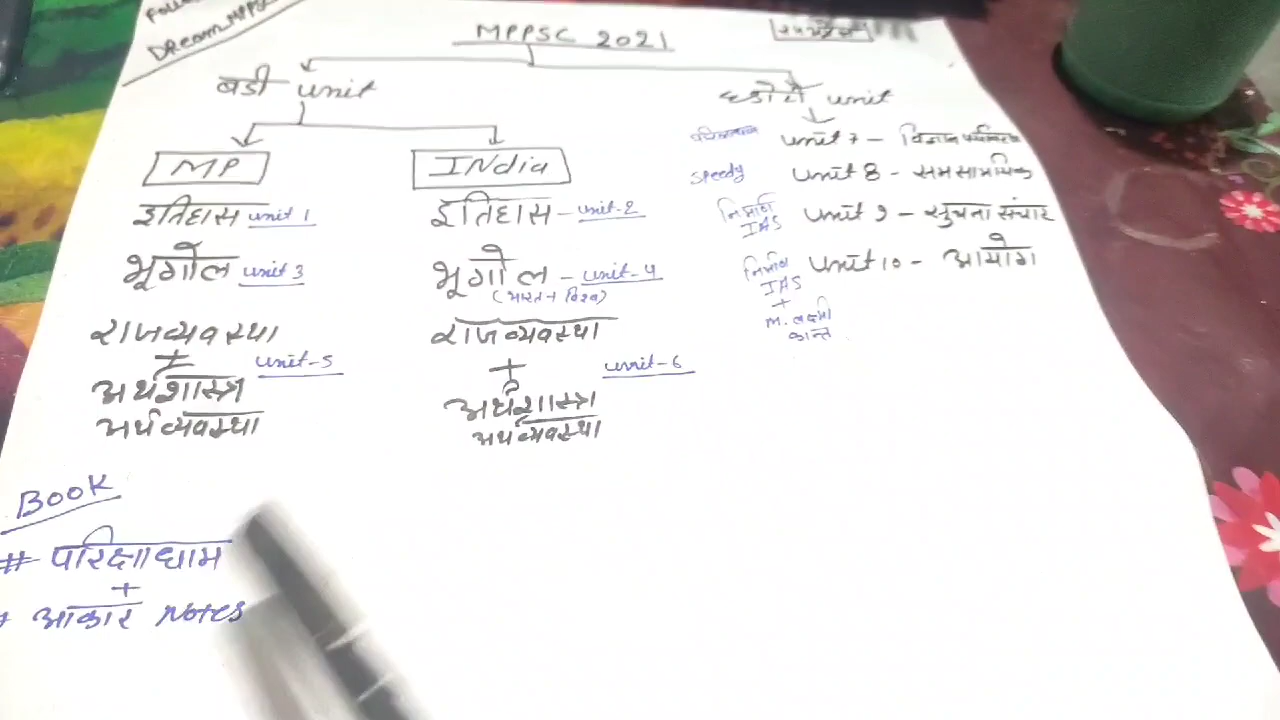 Dream MPPSC
MPPSC 2021
बडी unit
छोटी unit
MP
INdia
इतिहास unit 1
भूगोल unit 3
राजव्यवस्था
+
अर्थशास्त्र
अर्थव्यवस्था
unit-5
इतिहास - unit-2
भूगोल - unit-4
(भारत + विश्व)
राजव्यवस्था
+
अर्थशास्त्र
अर्थव्यवस्था
unit-6
unit 7 - विज्ञान
speedy unit 8 - समसामयिक
निर्माण IAS unit 9 - सुचना संचार
निर्माण IAS unit 10 - आयोग
+
M. लक्ष्मी
कान्त
Book
# परिक्षाधाम
+
आकार Notes